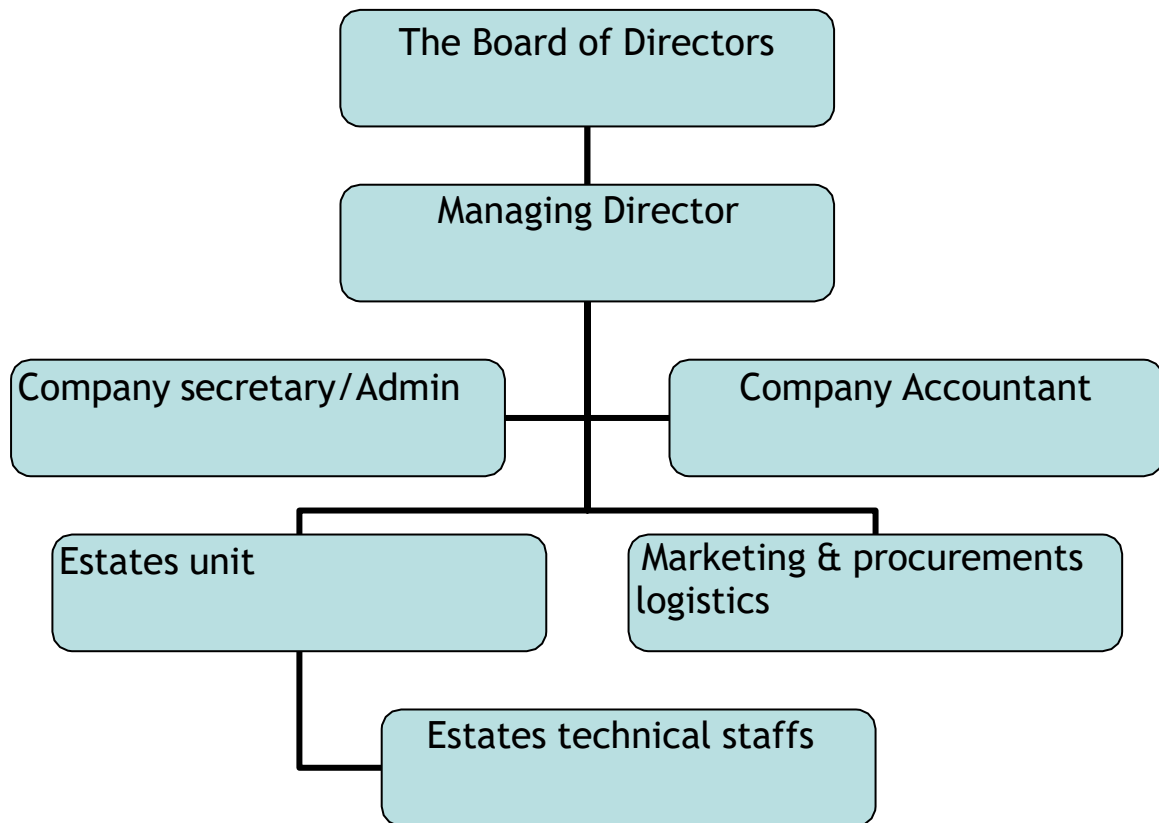 The Board of Directors
Managing Director
Company secretary/Admin
Company Accountant
Estates unit
Marketing & procurements
logistics
Estates technical staffs